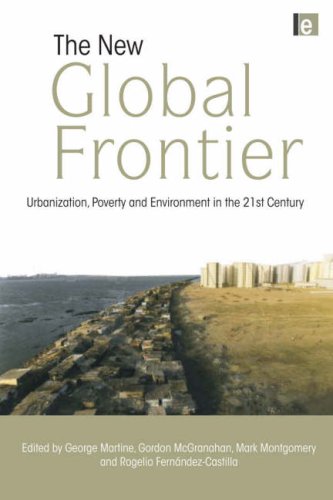 e
The New
Global
Frontier
Urbanization, Poverty and Environment in the 21st Century
Edited by George Martine, Gordon McGranahan, Mark Montgomery
and Rogelio Fernández-Castilla